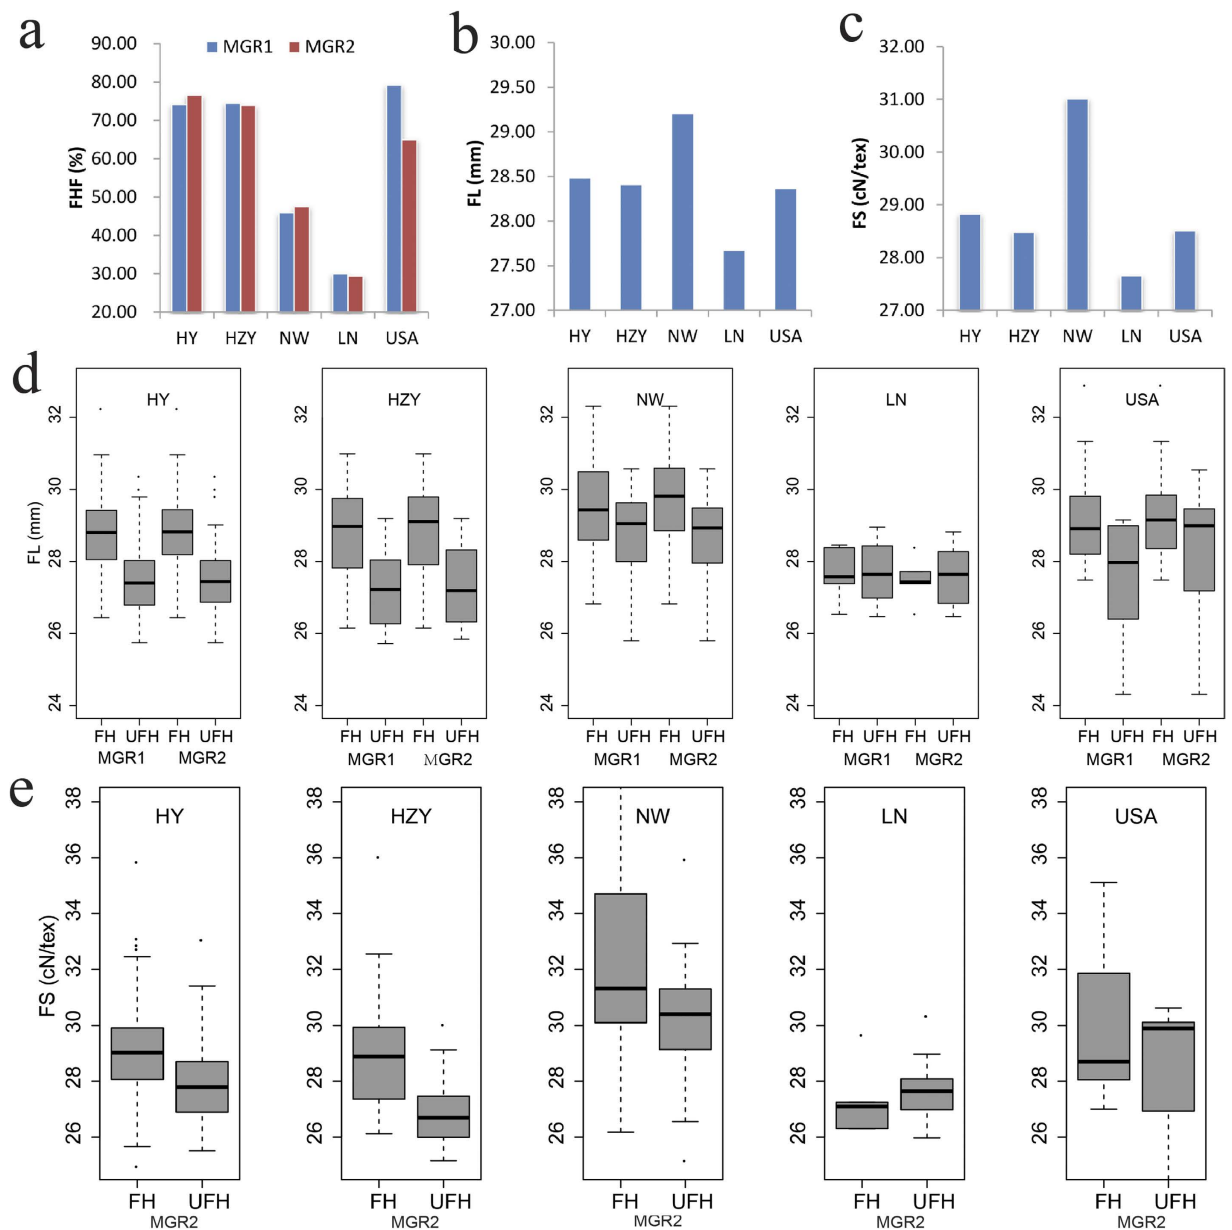 a
MGR1 MGR2
FHF (%)
90.00
80.00
70.00
60.00
50.00
40.00
30.00
20.00
HY HZY NW LN USA
b
FL (mm)
30.00
29.50
29.00
28.50
28.00
27.50
27.00
HY HZY NW LN USA
c
FS (cN/tex)
32.00
31.00
30.00
29.00
28.00
27.00
HY HZY NW LN USA
d
FL (mm)
HY
32
30
28
26
24
FH UFH FH UFH
MGR1 MGR2
HZY
32
30
28
26
24
FH UFH FH UFH
MGR1 MGR2
NW
32
30
28
26
24
FH UFH FH UFH
MGR1 MGR2
LN
32
30
28
26
24
FH UFH FH UFH
MGR1 MGR2
USA
32
30
28
26
24
FH UFH FH UFH
MGR1 MGR2
e
FS (cN/tex)
HY
38
36
34
32
30
28
26
FH UFH
MGR2
HZY
38
36
34
32
30
28
26
FH UFH
MGR2
NW
38
36
34
32
30
28
26
FH UFH
MGR2
LN
38
36
34
32
30
28
26
FH UFH
MGR2
USA
38
36
34
32
30
28
26
FH UFH
MGR2